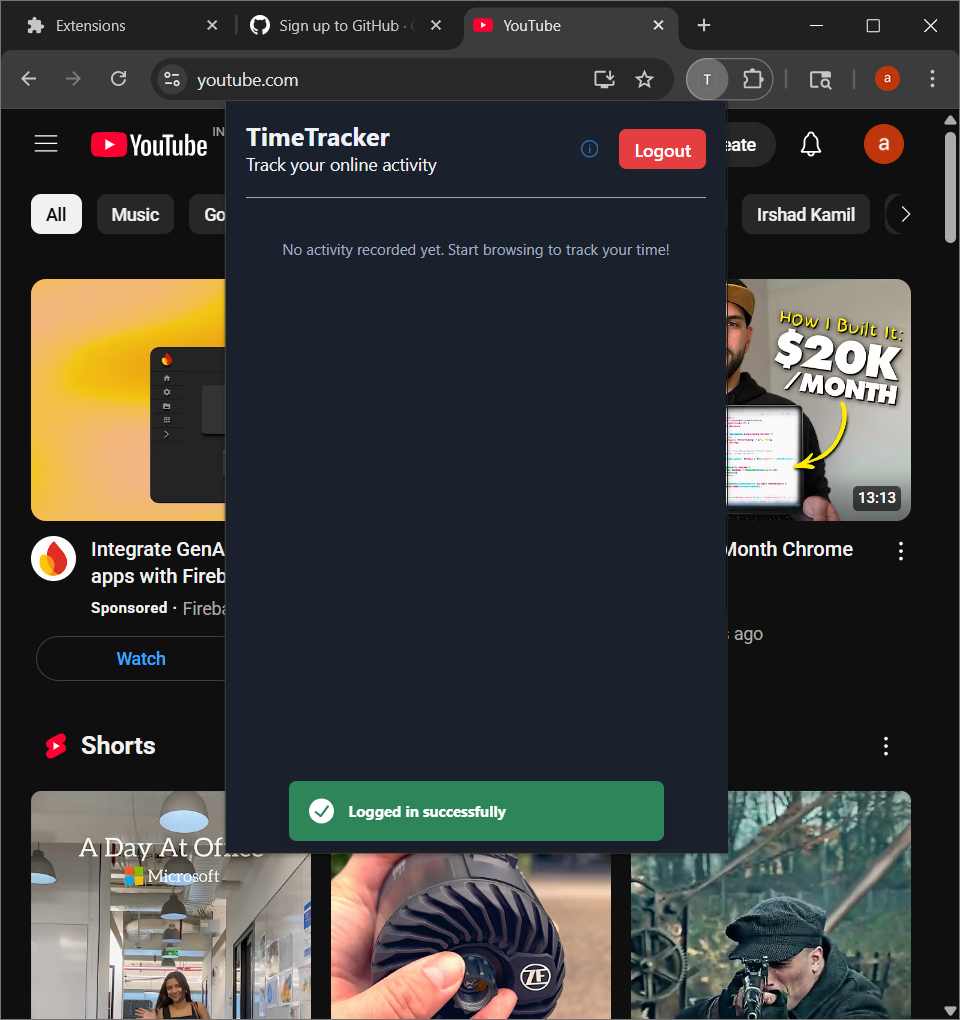 Extensions
Sign up to GitHub ·
YouTube
youtube.com
T
a
YouTube
IN
TimeTracker
Track your online activity
Logout
eate
a
All
Music
Go
Irshad Kamil
No activity recorded yet. Start browsing to track your time!
How I Built It:
$20K
/MONTH
13:13
Integrate GenA
apps with Fireb
Sponsored · Fireba
Watch
Month Chrome
s ago
Shorts
Logged in successfully
A Day At Office
Microsoft
ZF